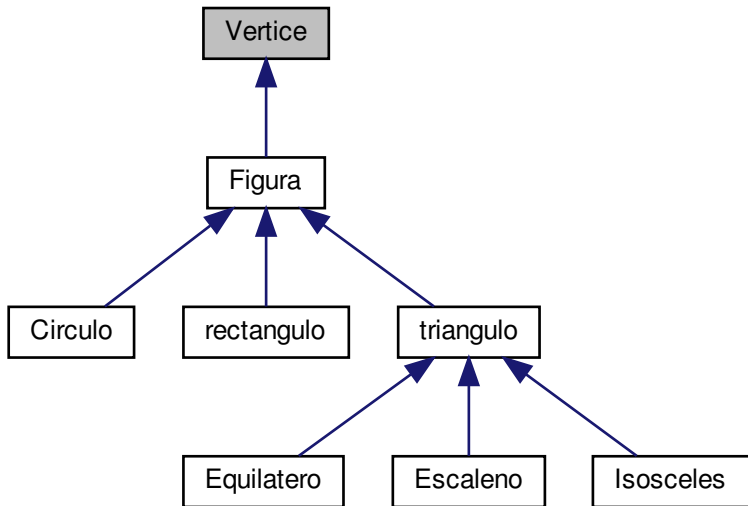 Vertice
Figura
Circulo
rectangulo
triangulo
Equilatero
Escaleno
Isosceles